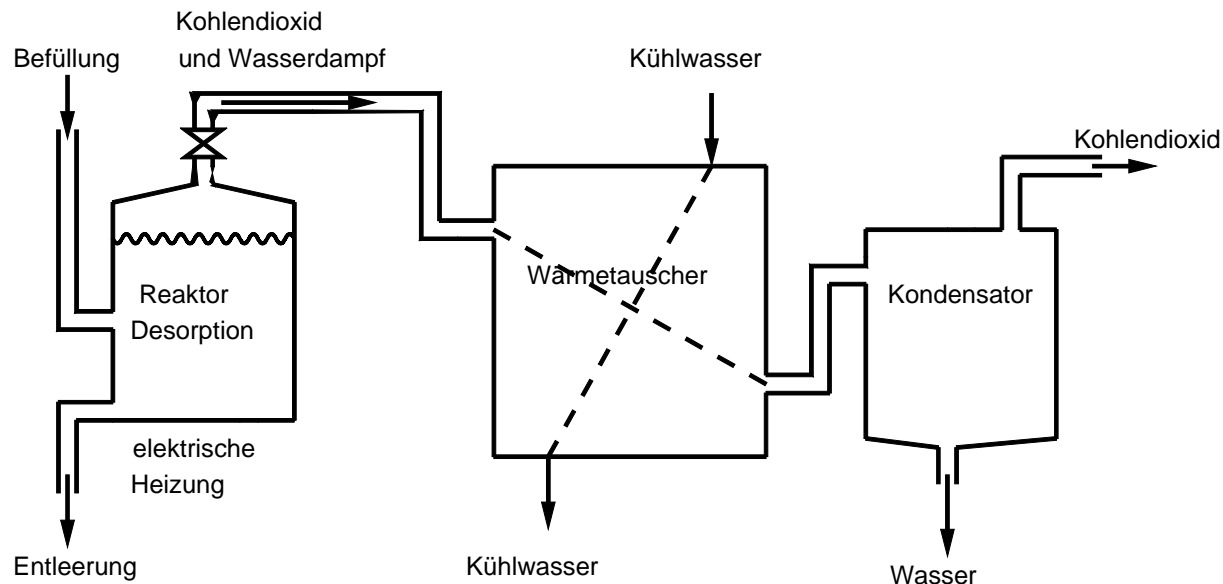 Kohlendioxid
und Wasserdampf
Befüllung
Kühlwasser
Kohlendioxid
Wärmetauscher
Reaktor
Desorption
Kondensator
elektrische
Heizung
Entleerung
Kühlwasser
Wasser